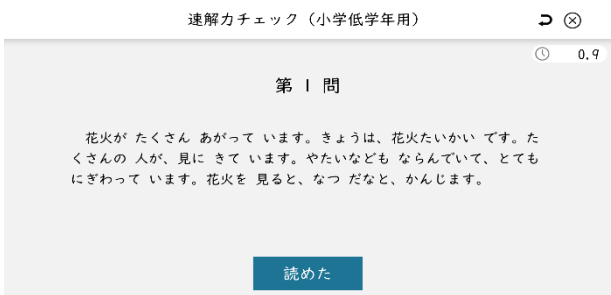 速解力チェック（小学低学年用）
0.9
第1問
花火が たくさん あがって います。きょうは、花火たいかい です。た
くさんの 人が、見に きて います。やたいなども ならんでいて、とても
にぎわって います。花火を 見ると、なつ だなと、かんじます。
読めた